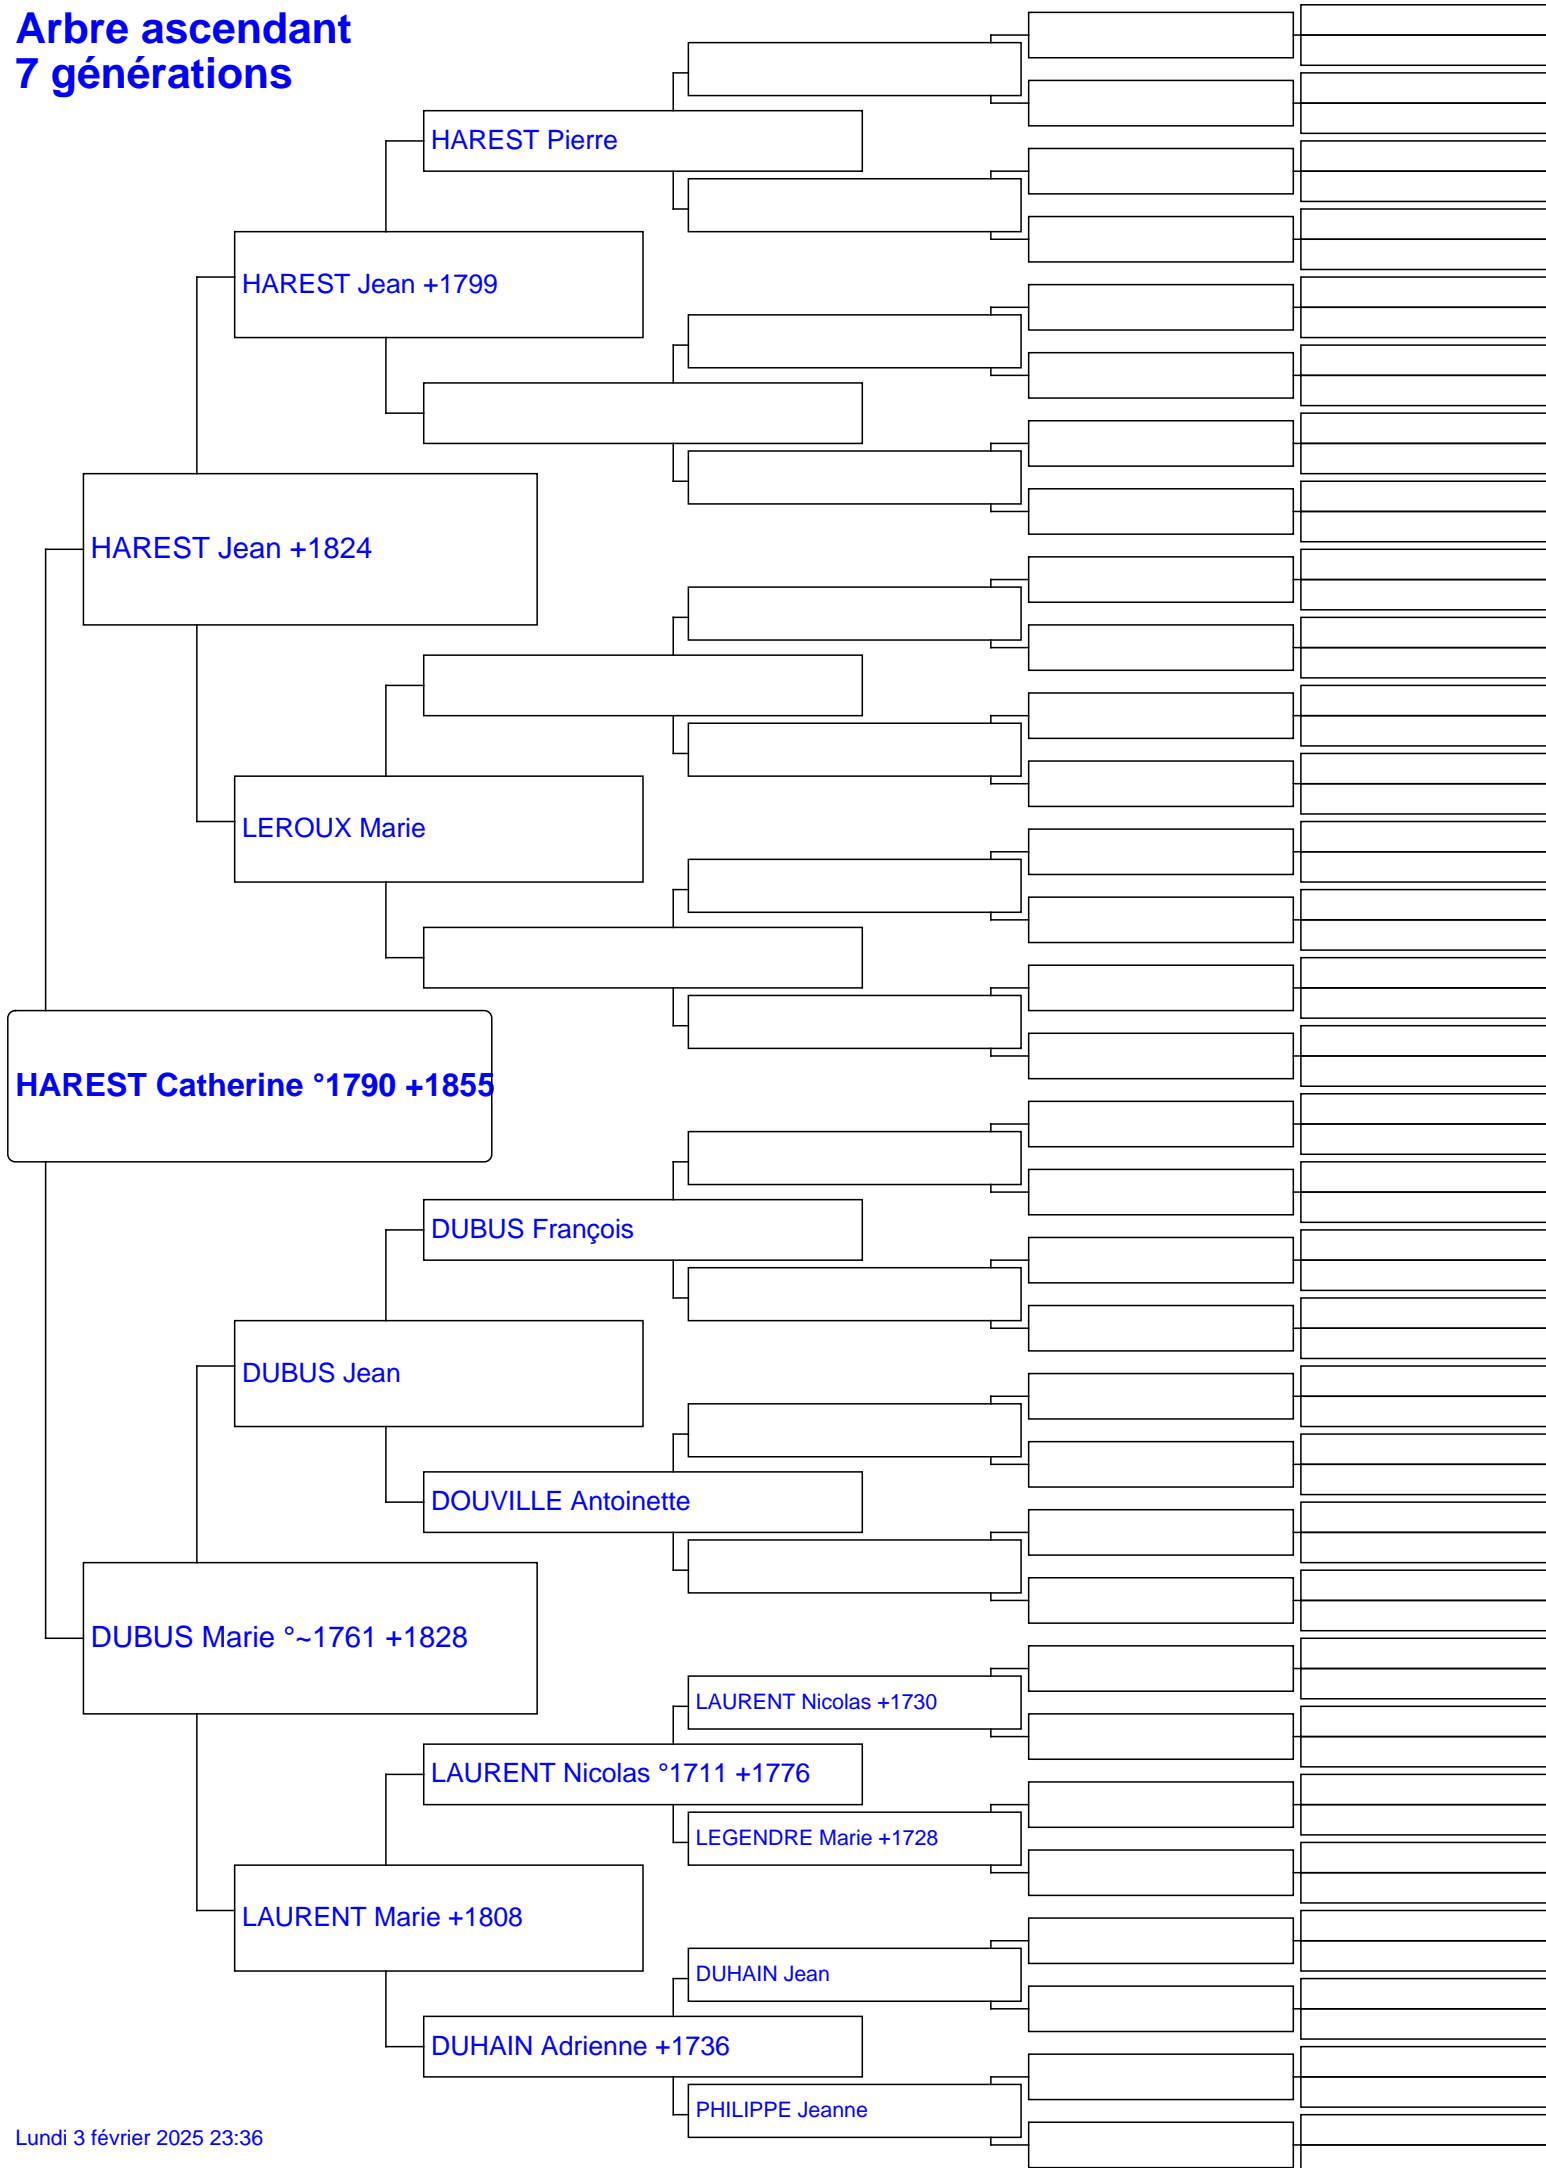 Arbre ascendant
7 générations
HAREST Pierre
HAREST Jean +1799
HAREST Jean +1824
LEROUX Marie
HAREST Catherine °1790 +1855
DUBUS François
DUBUS Jean
DOUVILLE Antoinette
DUBUS Marie °~1761 +1828
LAURENT Nicolas +1730
LAURENT Nicolas °1711 +1776
LEGENDRE Marie +1728
LAURENT Marie +1808
DUHAIN Jean
DUHAIN Adrienne +1736
PHILIPPE Jeanne
Lundi 3 février 2025 23:36